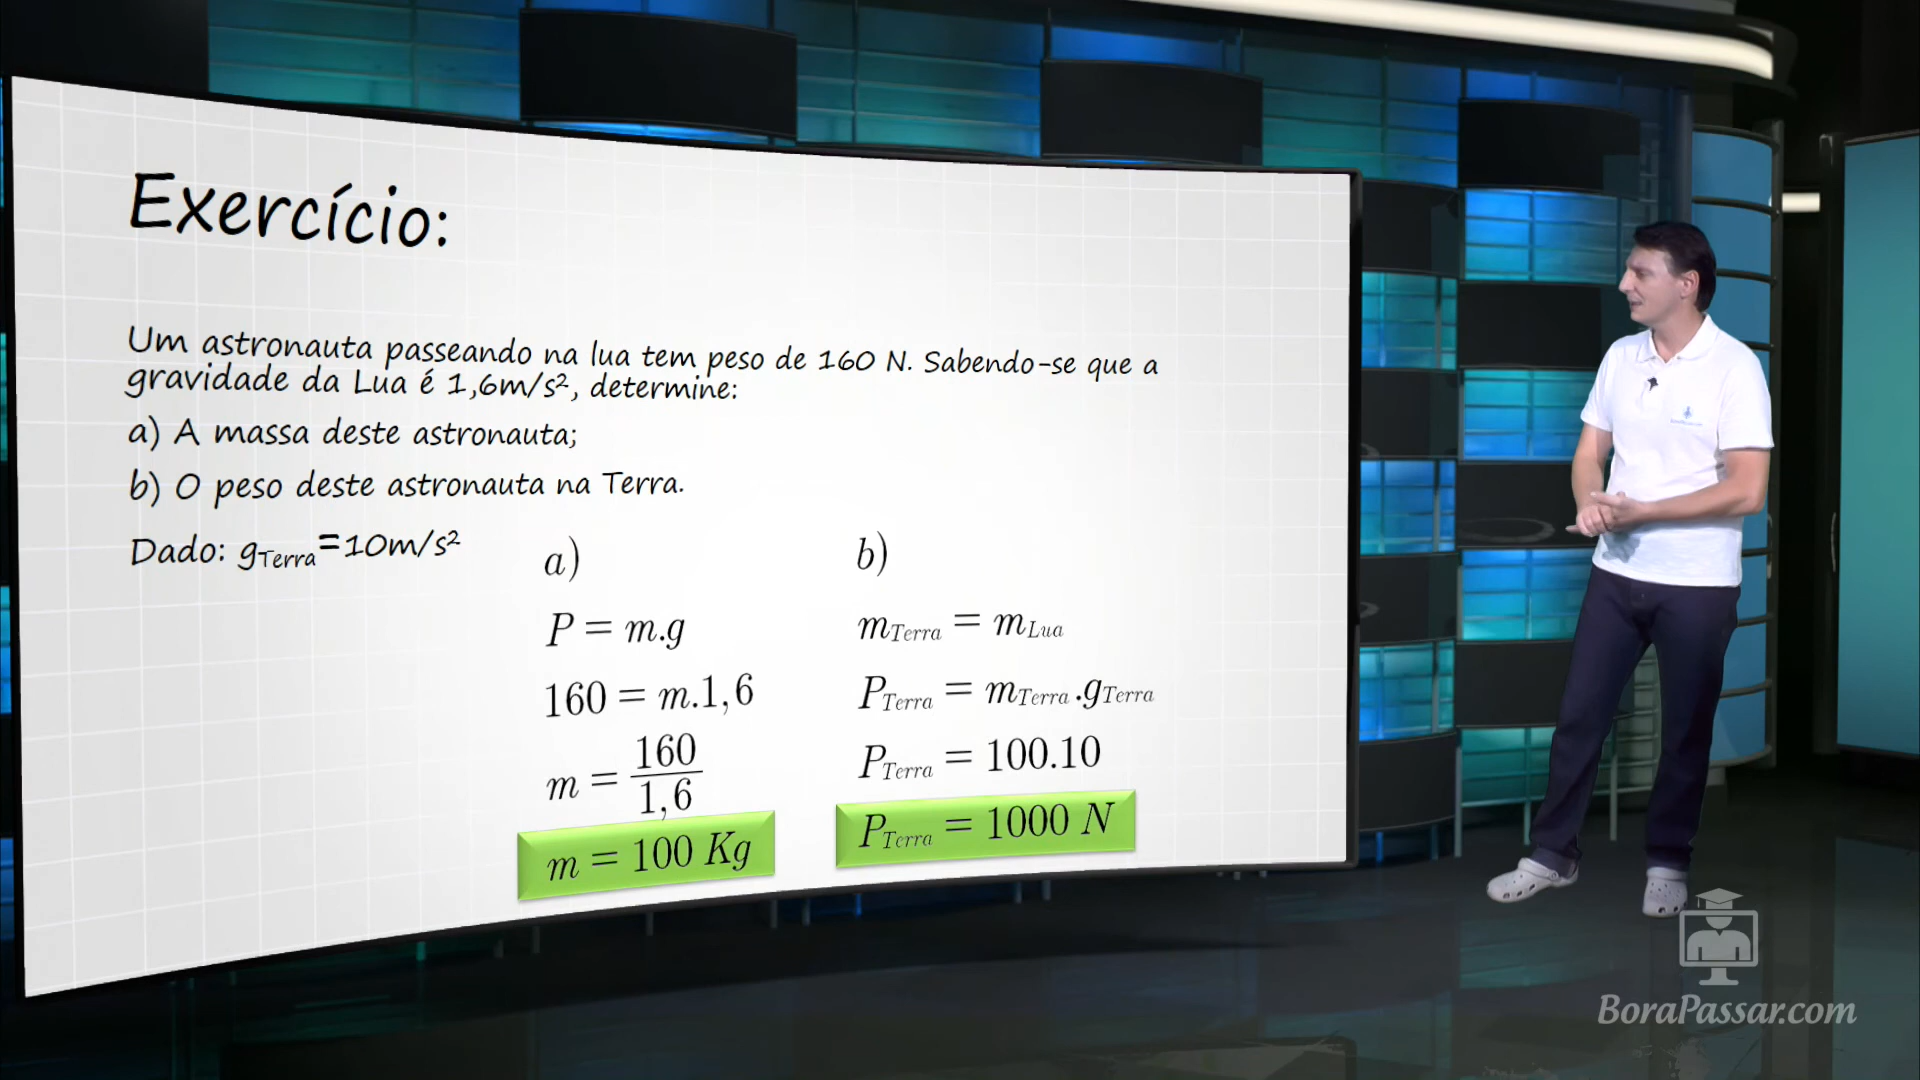 Exercício:
Um astronauta passeando na lua tem peso de 160 N. Sabendo-se que a
gravidade da Lua é 1,6m/s², determine:
a) A massa deste astronauta;
b) O peso deste astronauta na Terra.
Dado: gTerra=10m/s²
a)
P = m.g
160 = m.1,6
m = 160/1,6
m = 100 Kg
b)
mTerra = mLua
PTerra = mTerra.gTerra
PTerra = 100.10
PTerra = 1000 N
BoraPassar.com